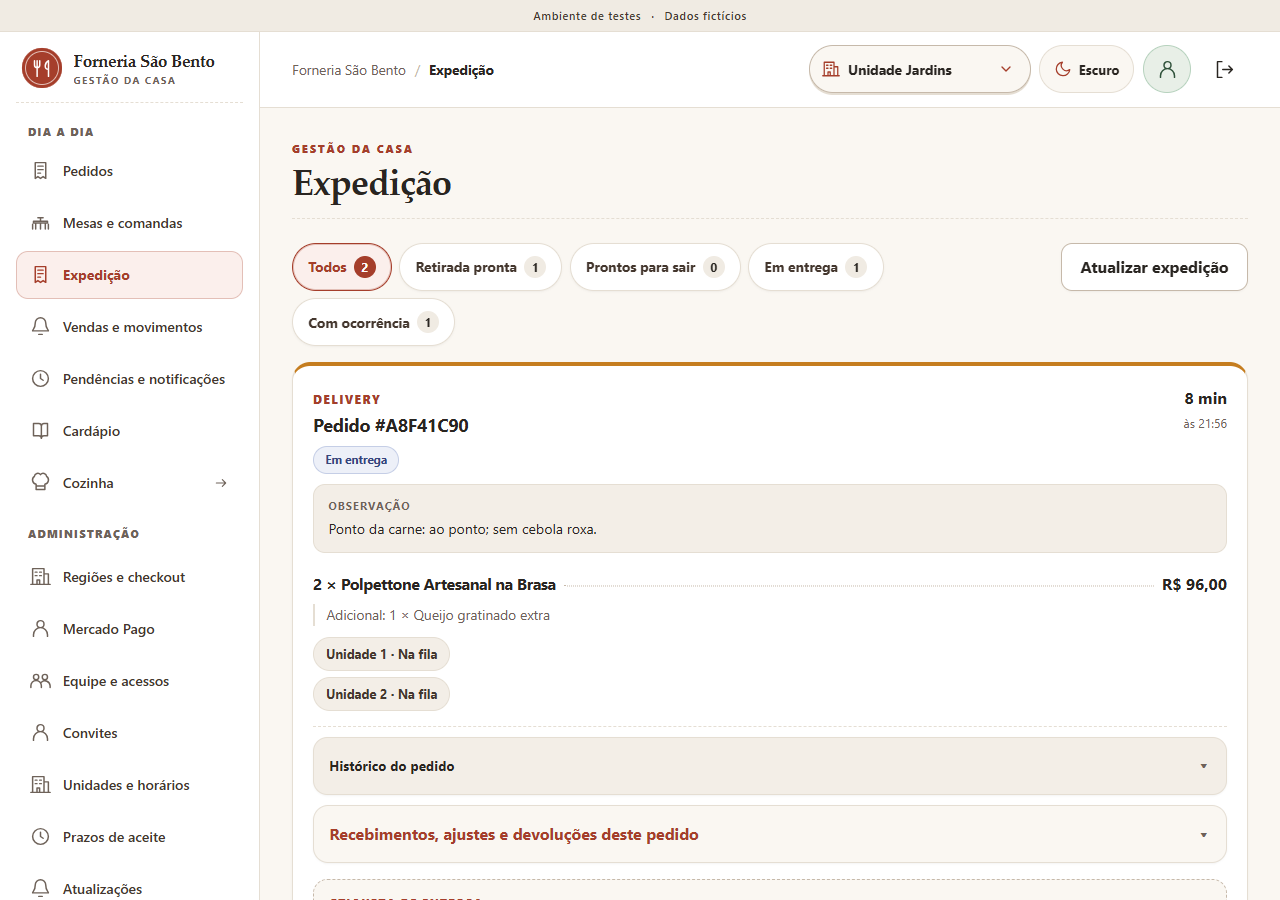 Ambiente de testes · Dados fictícios
Forneria São Bento
GESTÃO DA CASA
DIA A DIA
Pedidos
Mesas e comandas
Expedição
Vendas e movimentos
Pendências e notificações
Cardápio
Cozinha →
ADMINISTRAÇÃO
Regiões e checkout
Mercado Pago
Equipe e acessos
Convites
Unidades e horários
Prazos de aceite
Atualizações
Forneria São Bento / Expedição
Unidade Jardins
Escuro
GESTÃO DA CASA
Expedição
Todos 2
Retirada pronta 1
Prontos para sair 0
Em entrega 1
Com ocorrência 1
Atualizar expedição
DELIVERY
8 min
Pedido #A8F41C90
às 21:56
Em entrega
OBSERVAÇÃO
Ponto da carne: ao ponto; sem cebola roxa.
2 × Polpettone Artesanal na Brasa R$ 96,00
Adicional: 1 × Queijo gratinado extra
Unidade 1 · Na fila
Unidade 2 · Na fila
Histórico do pedido
Recebimentos, ajustes e devoluções deste pedido